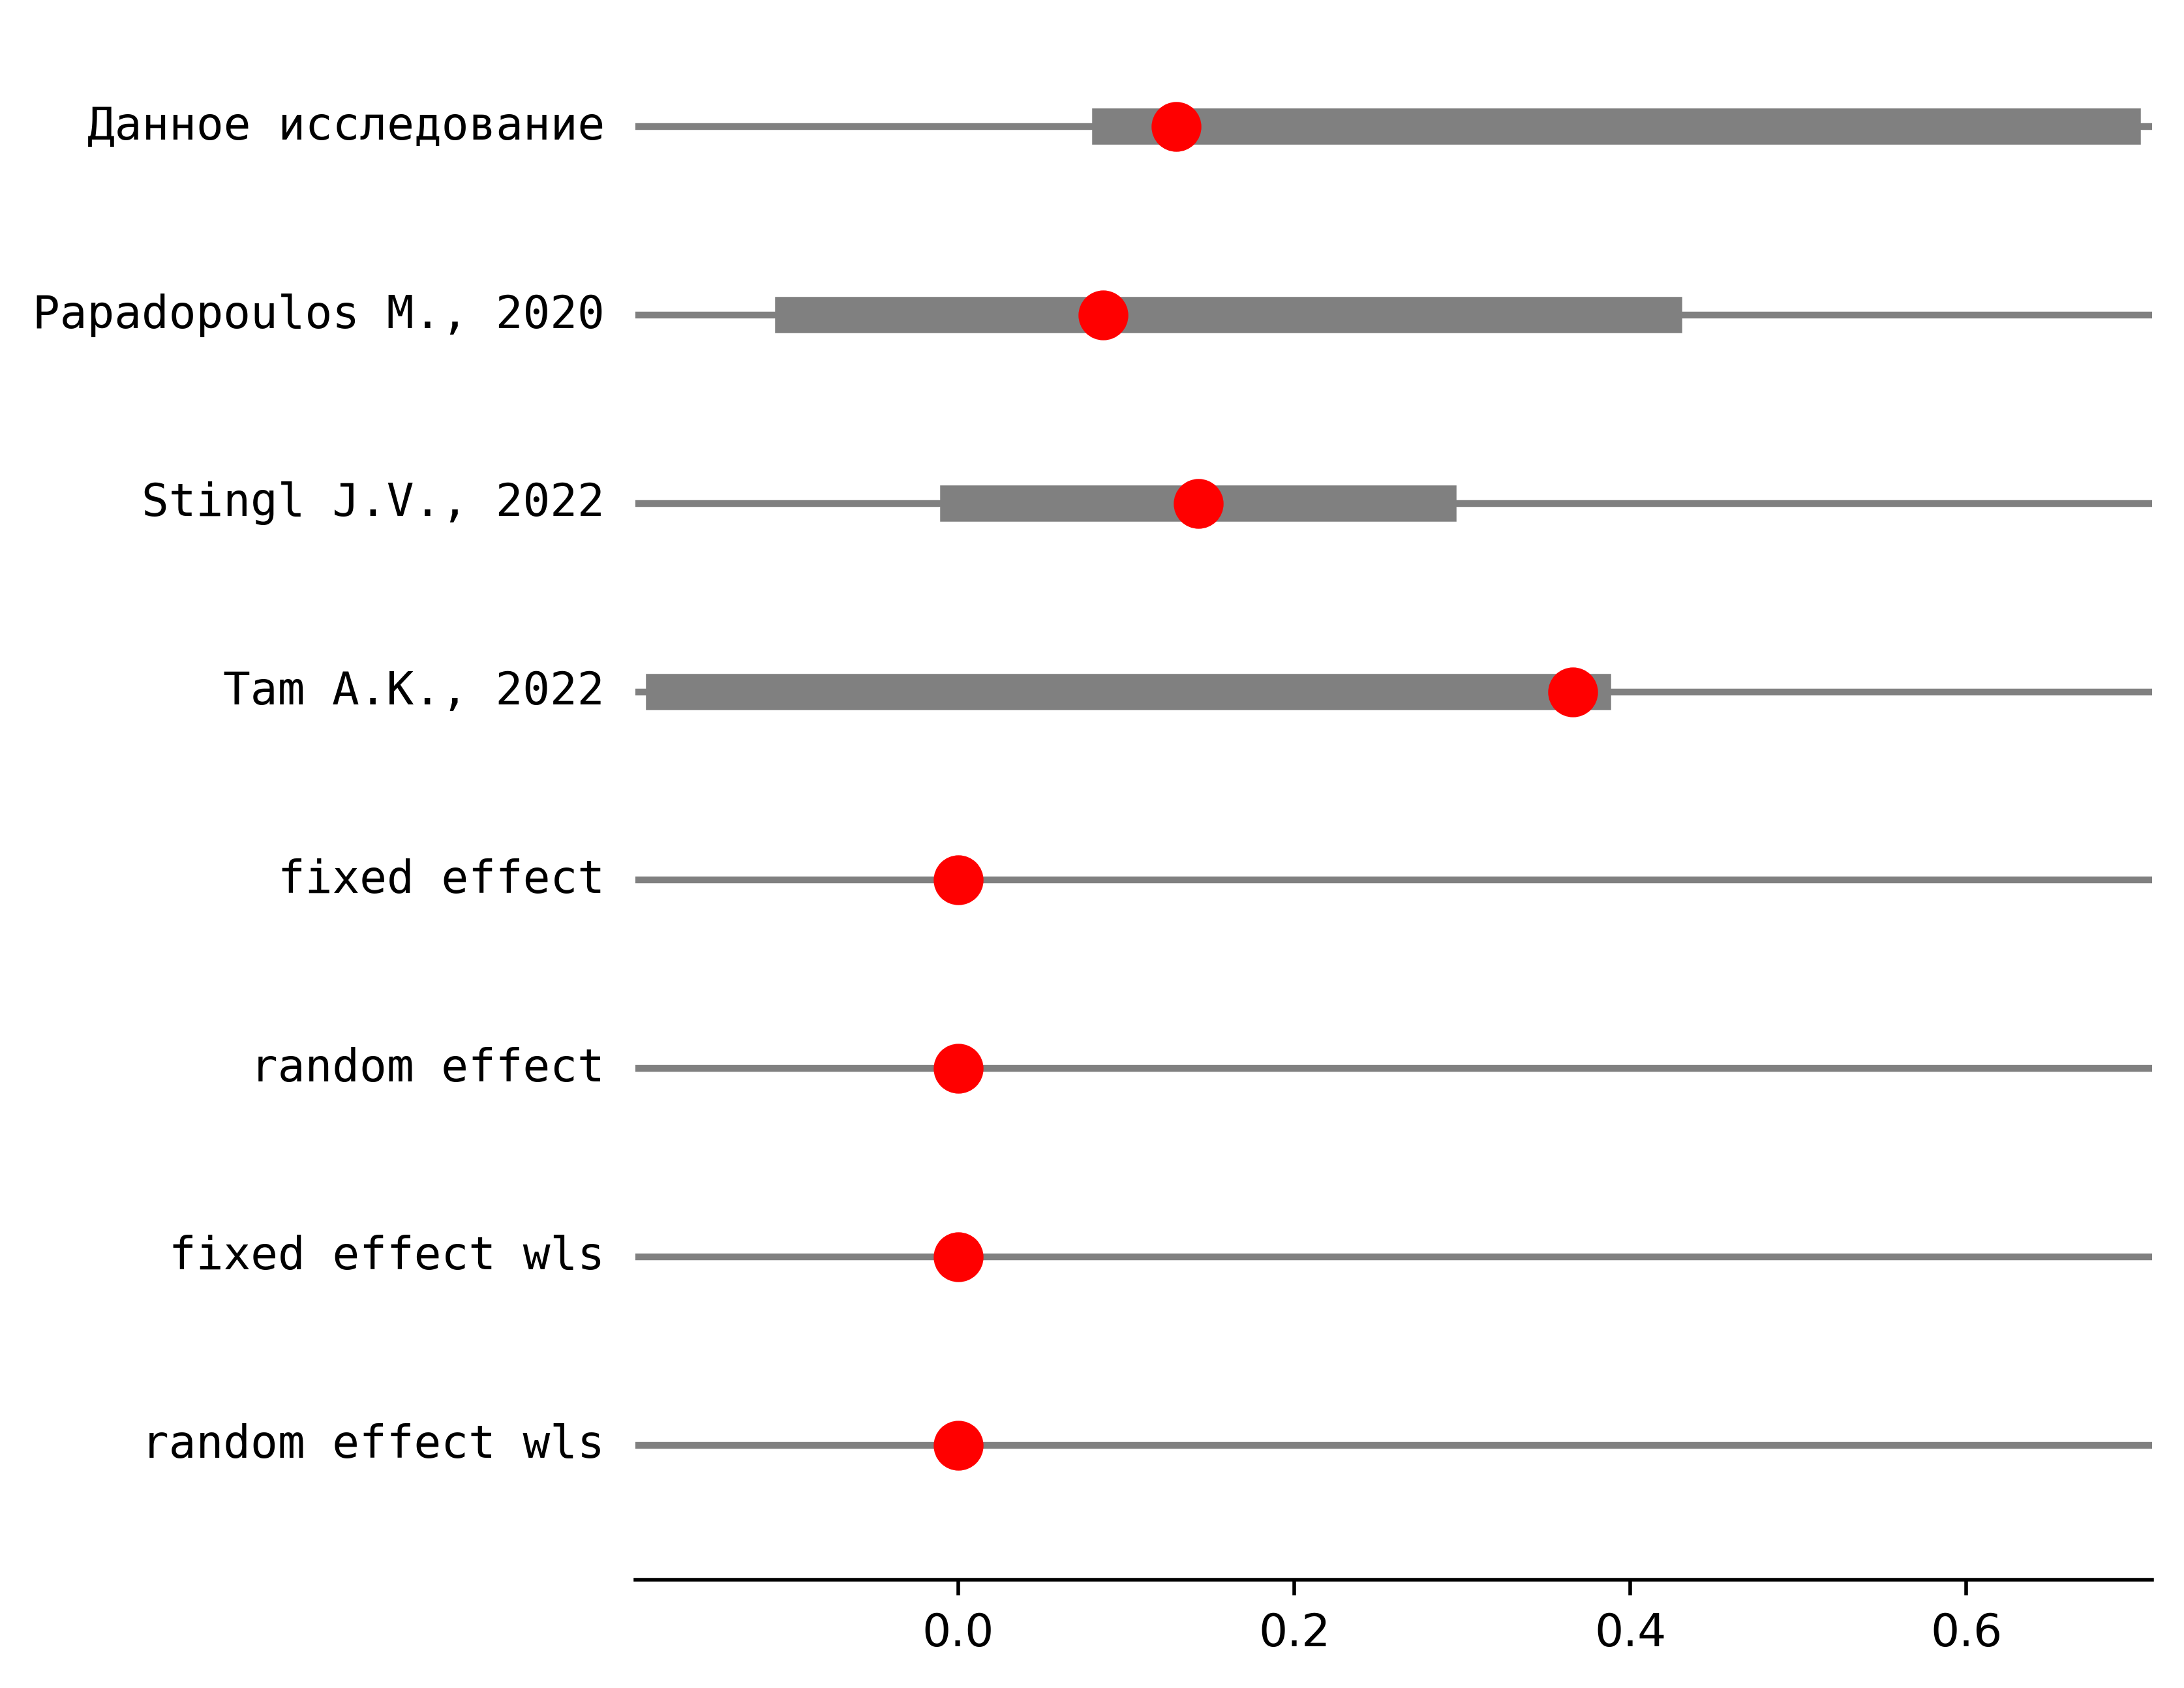 Данное исследование
Papadopoulos M., 2020
Stingl J.V., 2022
Tam A.K., 2022
fixed effect
random effect
fixed effect wls
random effect wls
0.0 0.2 0.4 0.6